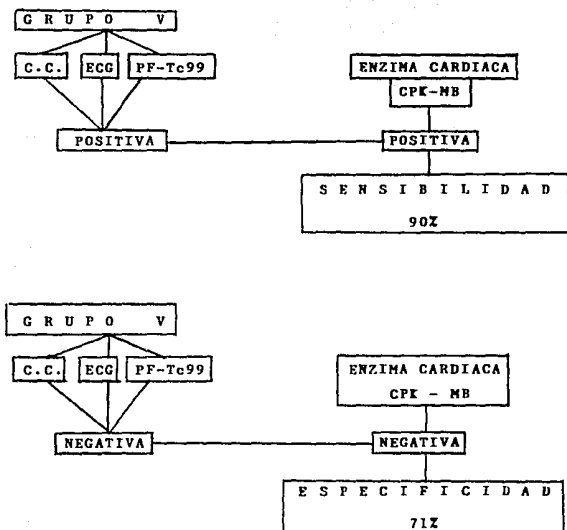 G R U P O V
C.C. ECG PF-Tc99
POSITIVA
ENZIMA CARDIACA
CPK-MB
POSITIVA
S E N S I B I L I D A D
90%
G R U P O V
C.C. ECG PF-Tc99
NEGATIVA
ENZIMA CARDIACA
CPK - MB
NEGATIVA
E S P E C I F I C I D A D
71%